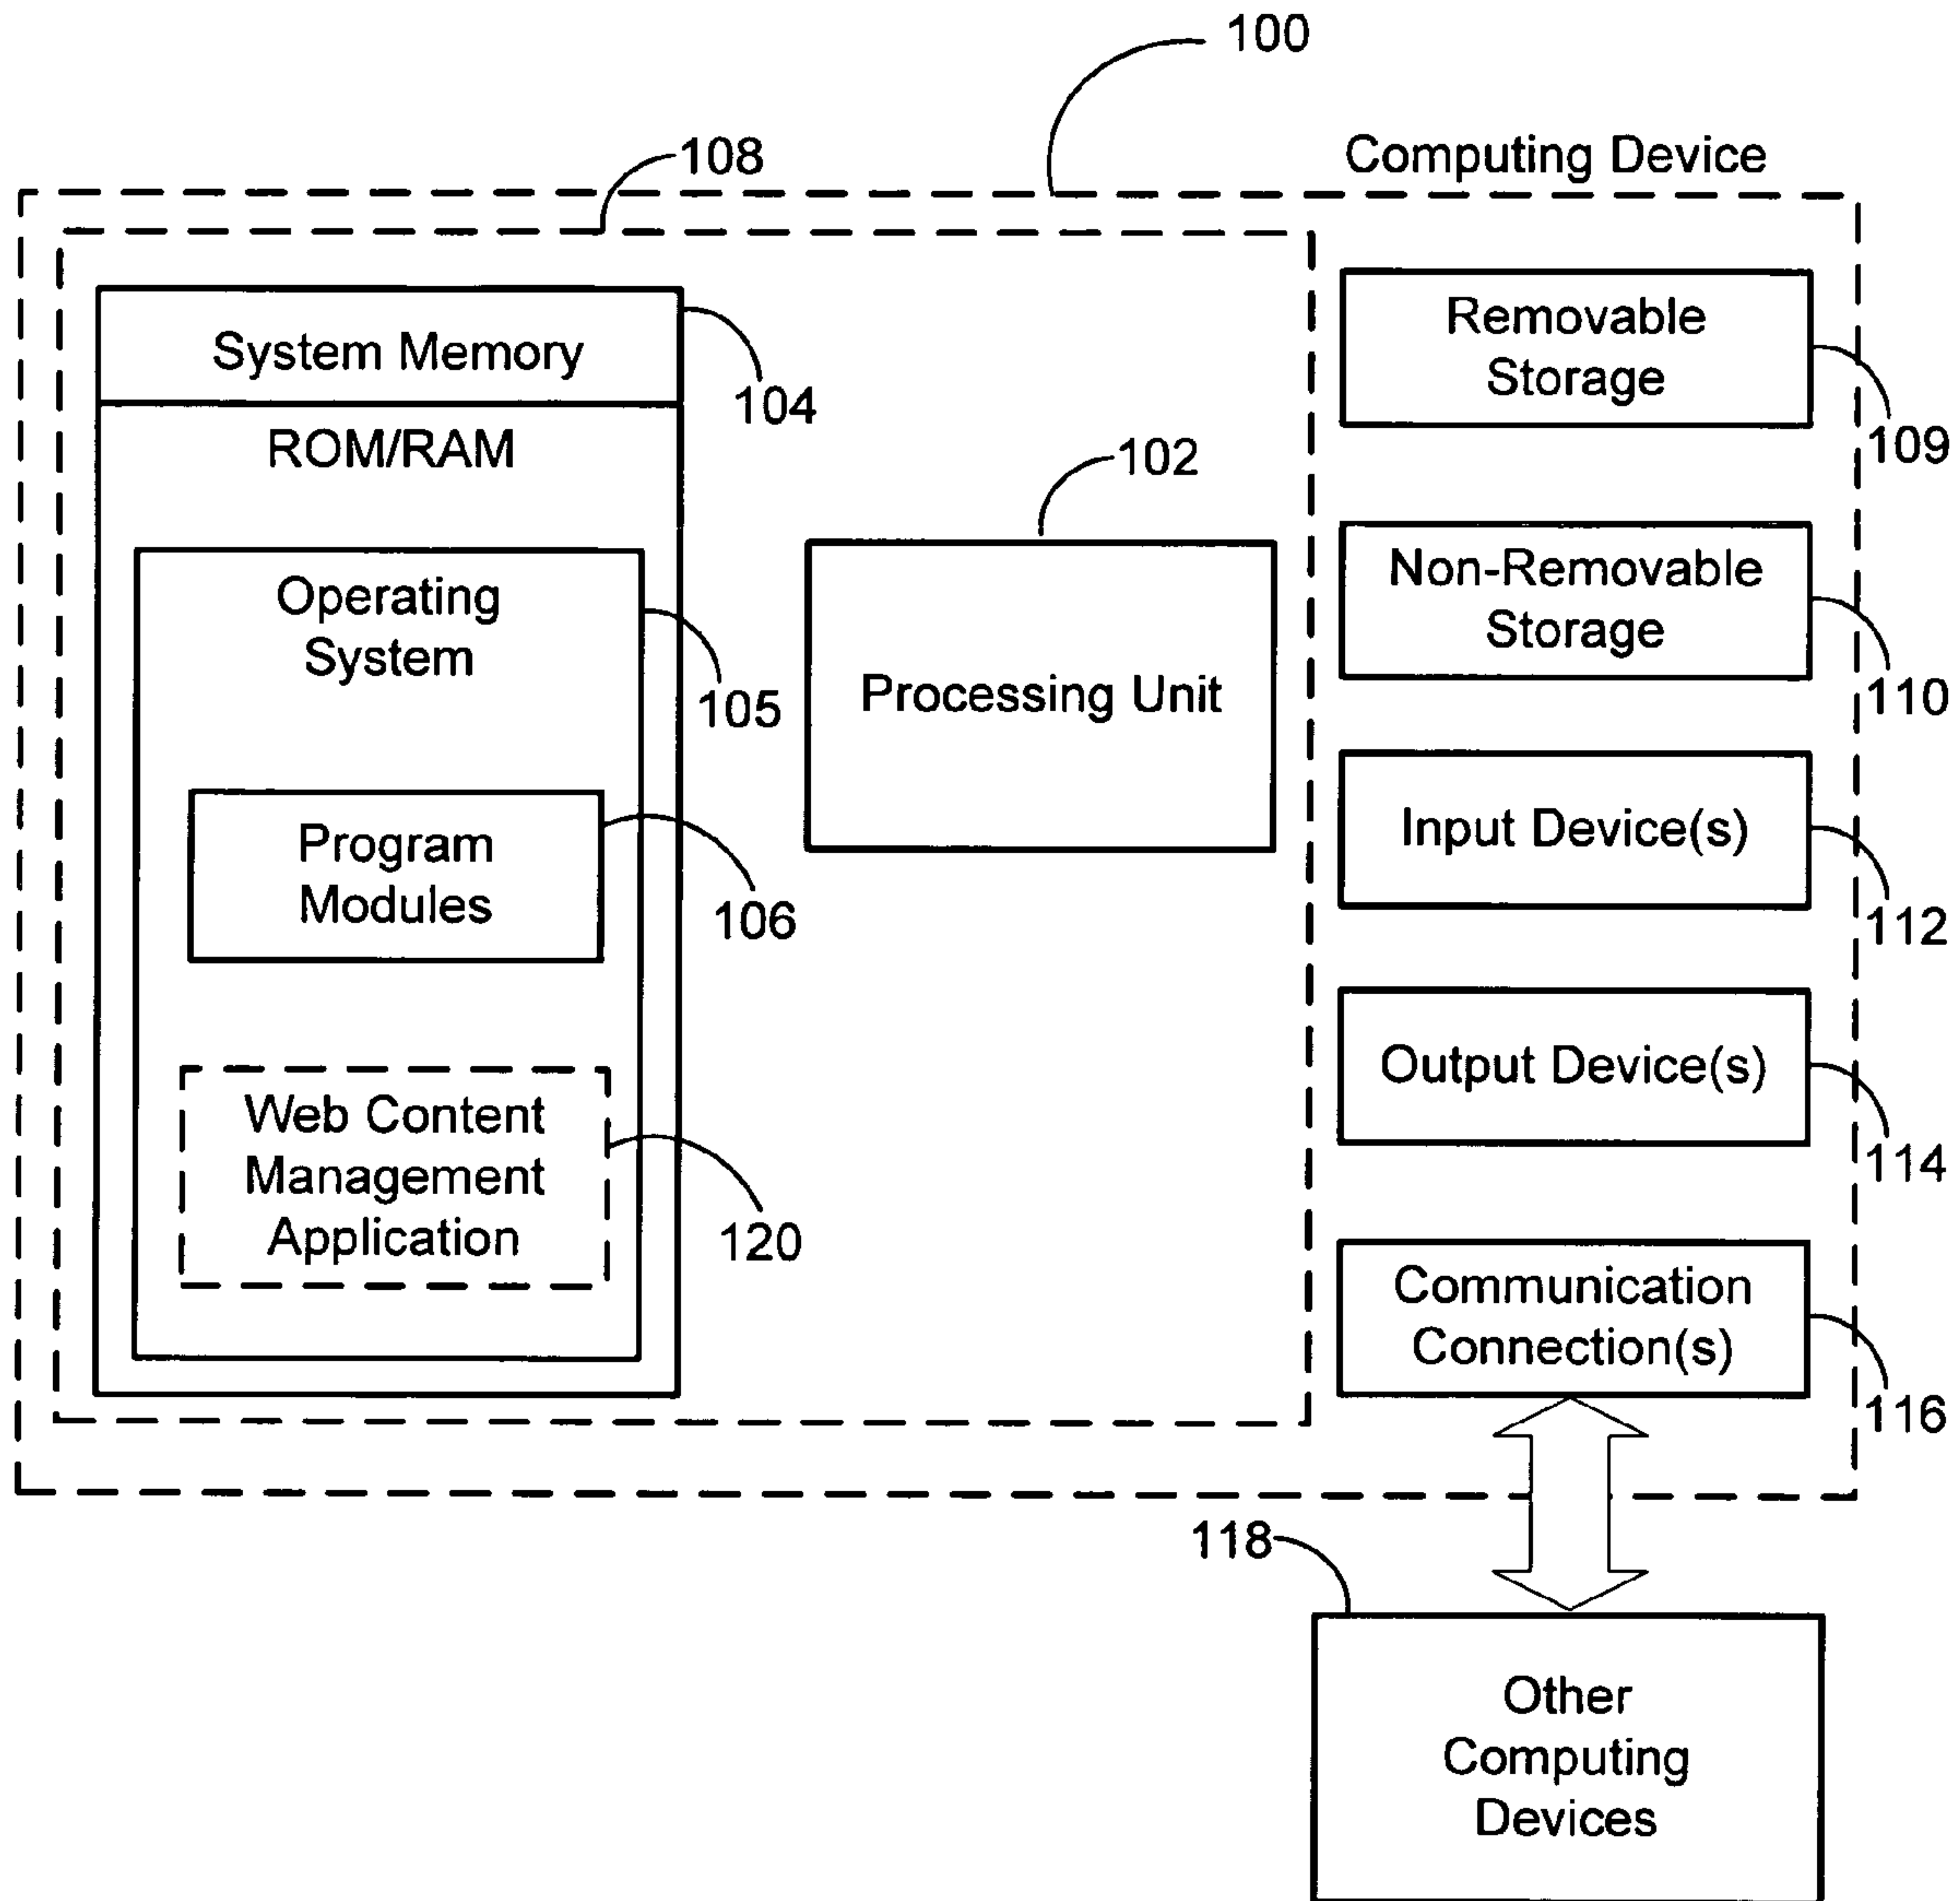 100
Computing Device
108
System Memory
104
ROM/RAM
Operating
System
105
Program
Modules
106
Web Content
Management
Application
120
102
Processing Unit
Removable
Storage
109
Non-Removable
Storage
110
Input Device(s)
112
Output Device(s)
114
Communication
Connection(s)
116
118
Other
Computing
Devices